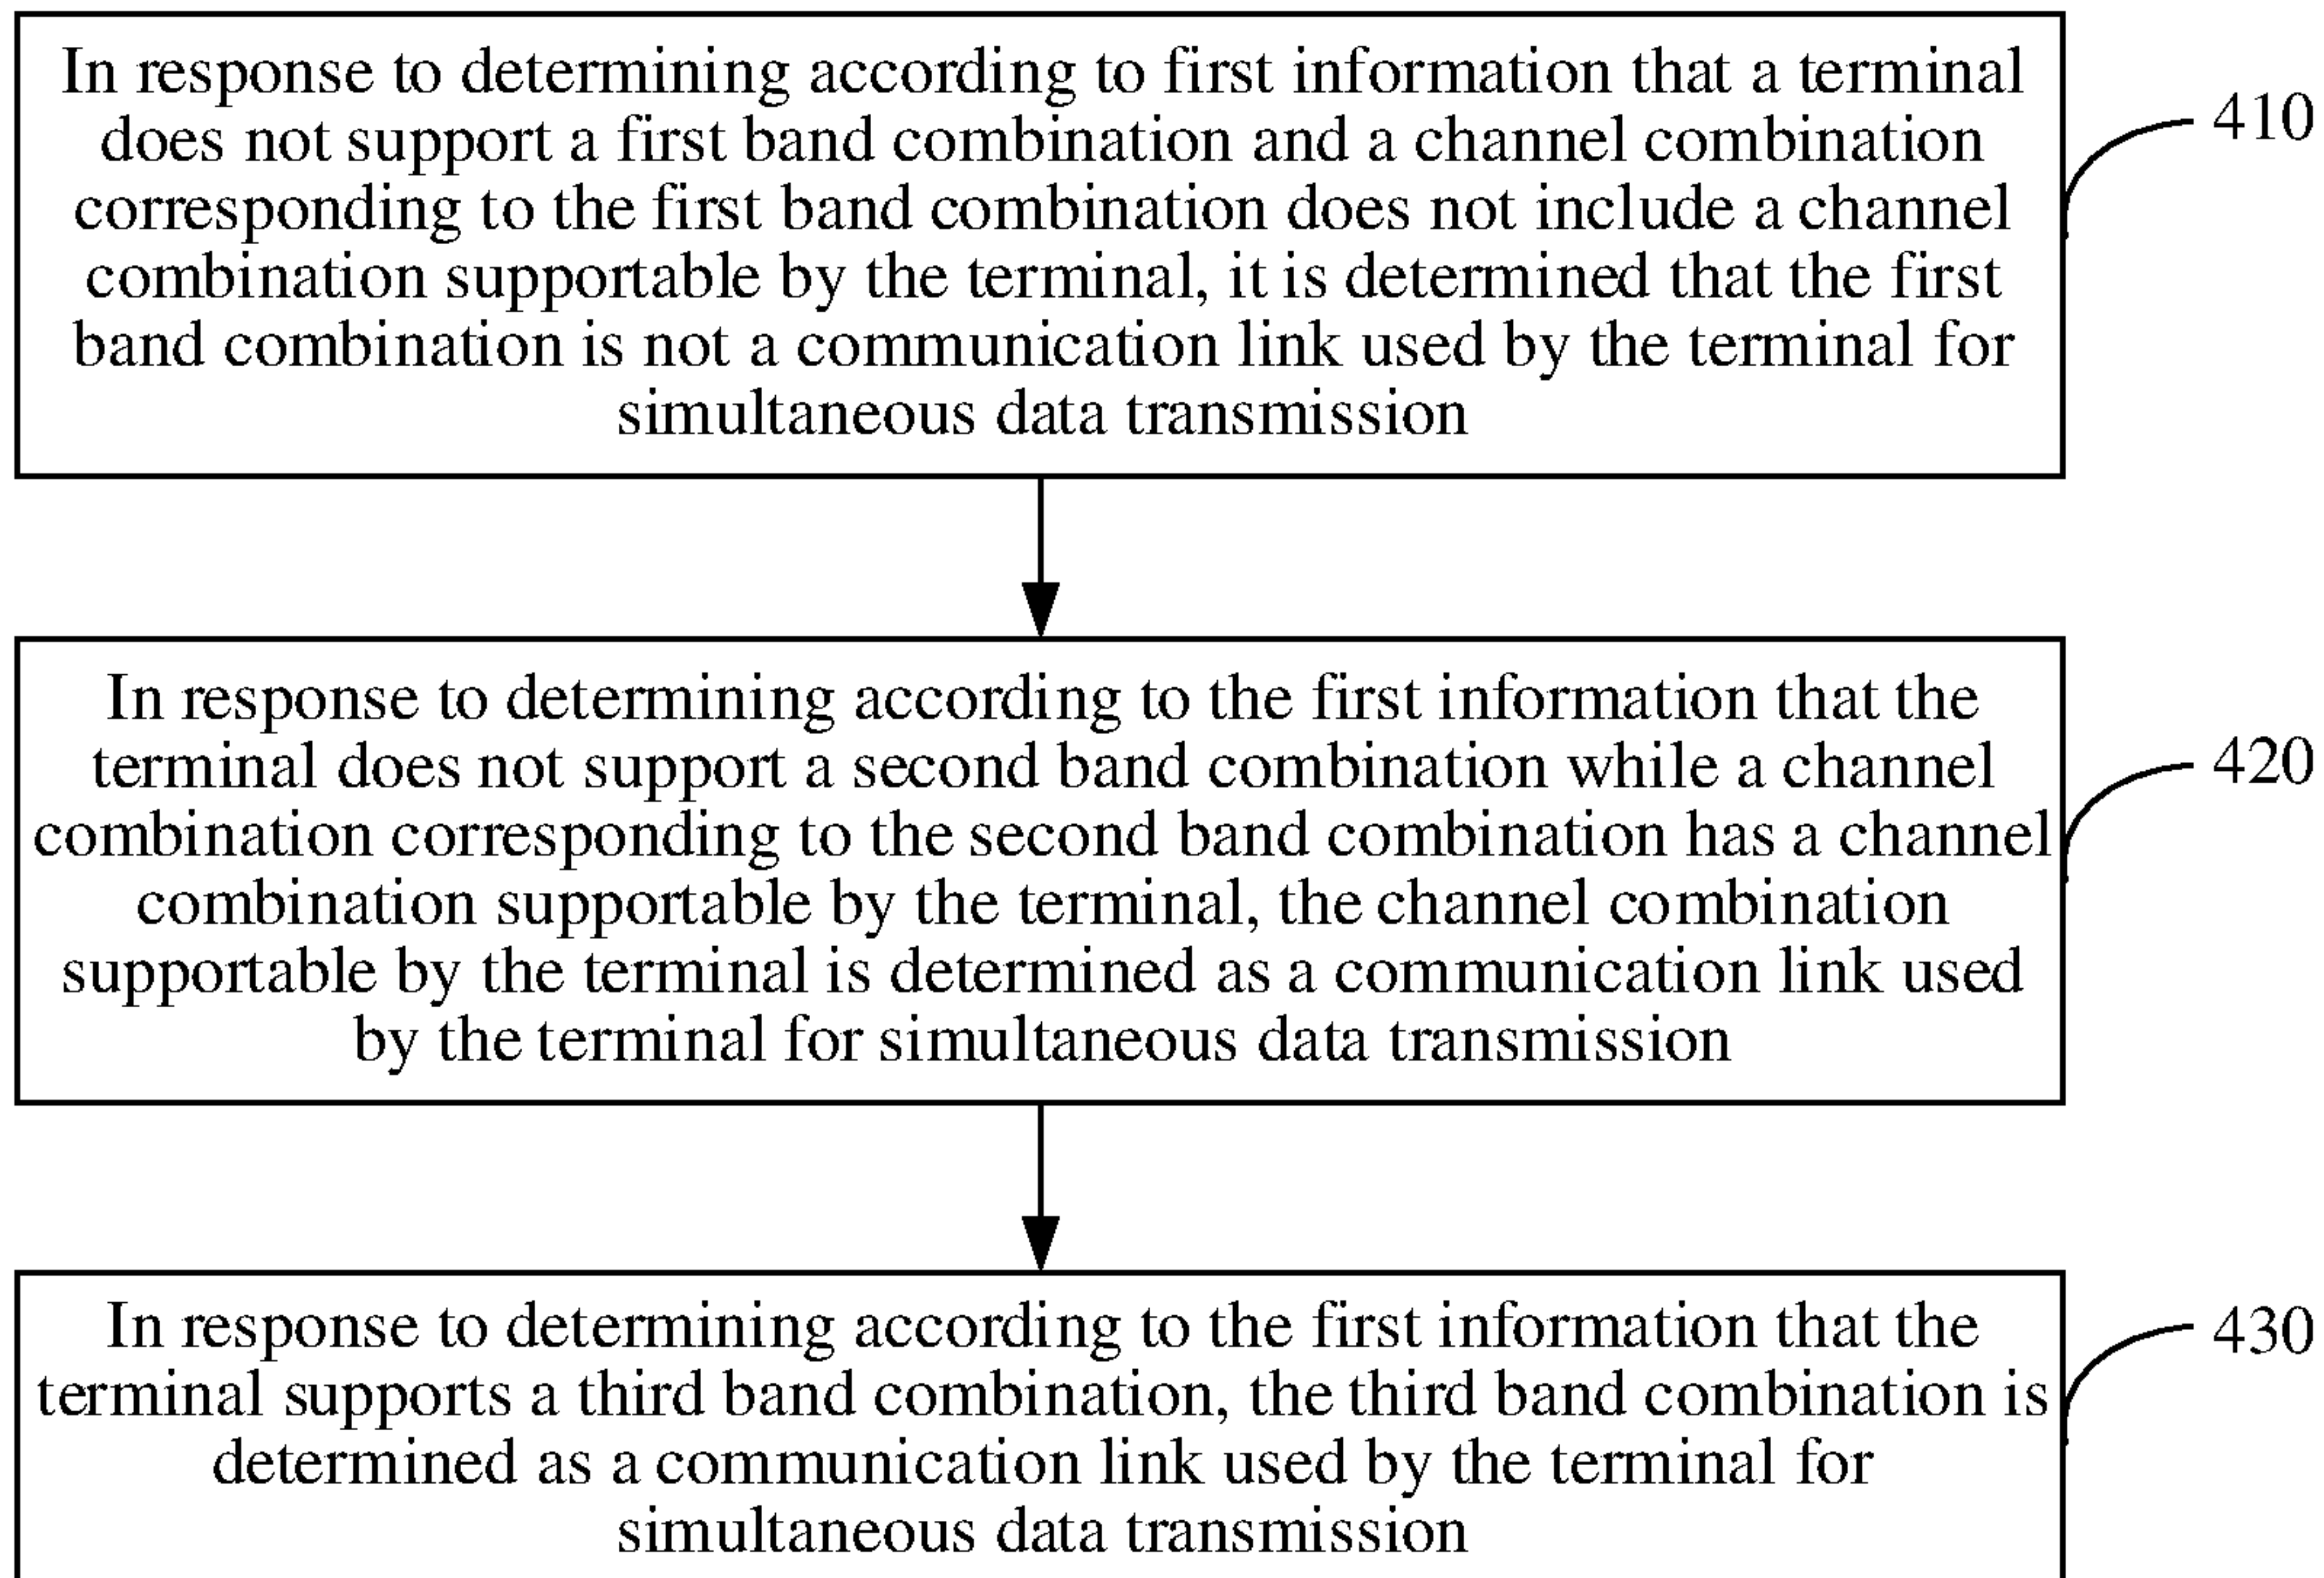 In response to determining according to first information that a terminal
does not support a first band combination and a channel combination
corresponding to the first band combination does not include a channel
combination supportable by the terminal, it is determined that the first
band combination is not a communication link used by the terminal for
simultaneous data transmission
410
In response to determining according to the first information that the
terminal does not support a second band combination while a channel
combination corresponding to the second band combination has a channel
combination supportable by the terminal, the channel combination
supportable by the terminal is determined as a communication link used
by the terminal for simultaneous data transmission
420
In response to determining according to the first information that the
terminal supports a third band combination, the third band combination is
determined as a communication link used by the terminal for
simultaneous data transmission
430